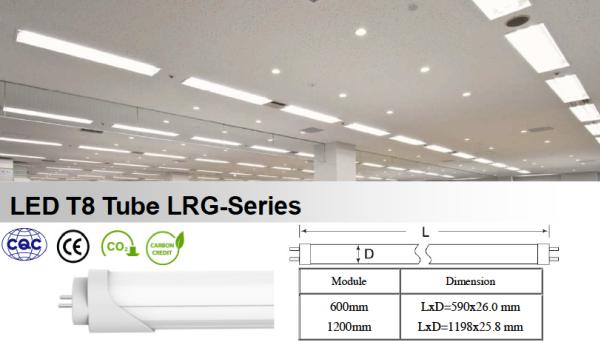 LED T8 Tube LRG-Series
CQC
CE
CO2
CARBON CREDIT
L
D
Module Dimension
600mm LxD=590x26.0 mm
1200mm LxD=1198x25.8 mm